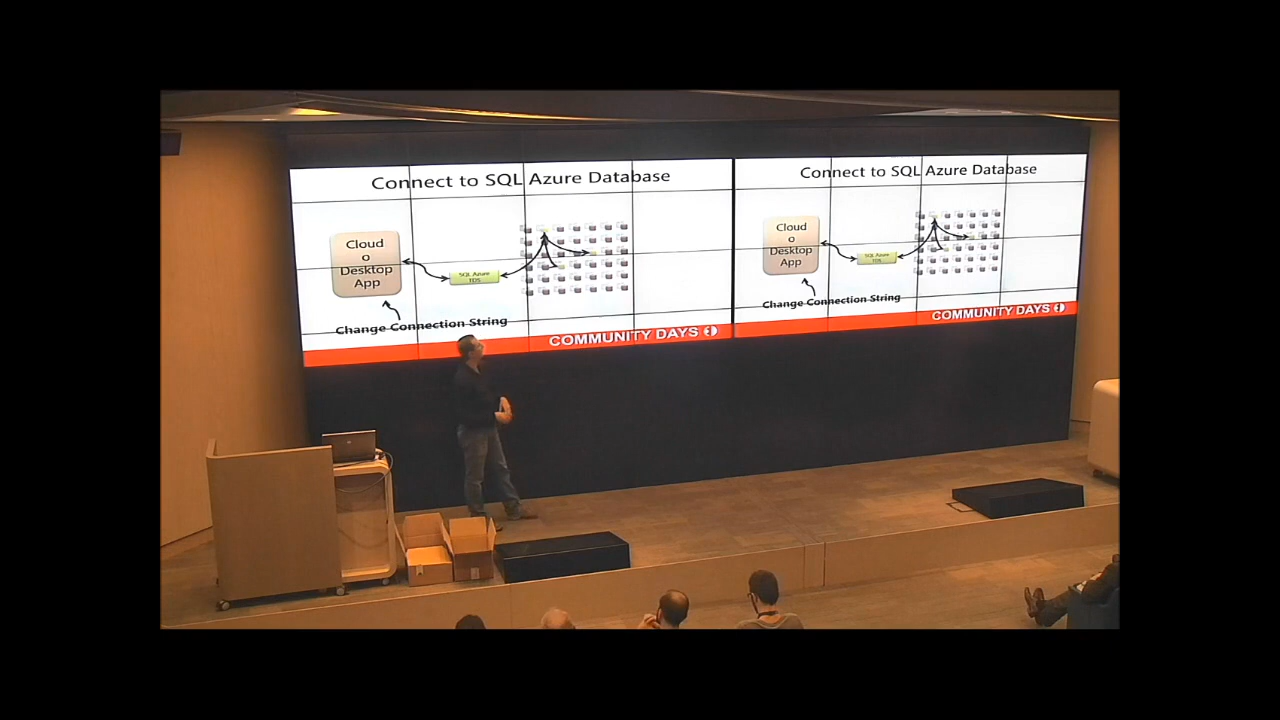 Connect to SQL Azure Database
Cloud
o
Desktop
App
SQL Azure
TDS
Change Connection String
COMMUNITY DAYS
Connect to SQL Azure Database
Cloud
o
Desktop
App
SQL Azure
TDS
Change Connection String
COMMUNITY DAYS